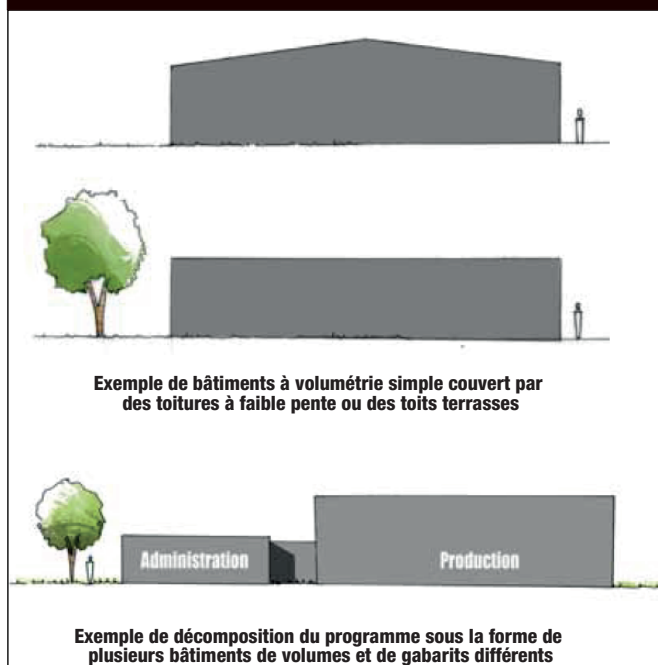 Exemple de bâtiments à volumétrie simple couvert par
des toitures à faible pente ou des toits terrasses
Administration
Production
Exemple de décomposition du programme sous la forme de
plusieurs bâtiments de volumes et de gabarits différents